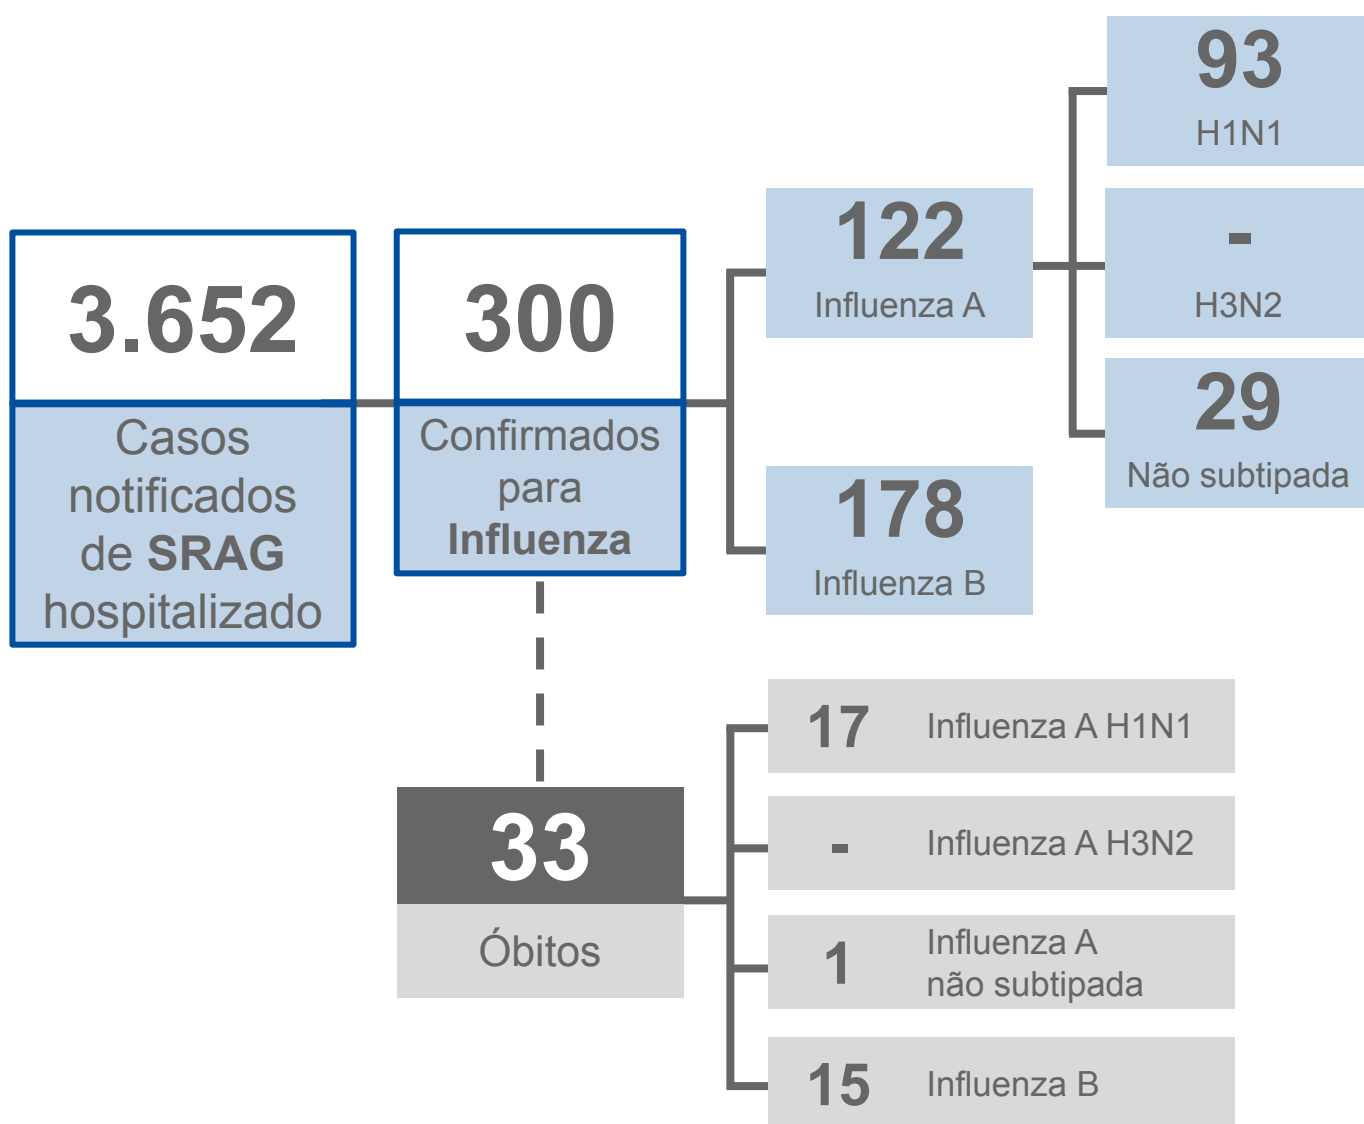 3.652
Casos
notificados
de SRAG
hospitalizado
300
Confirmados
para
Influenza
122
Influenza A
178
Influenza B
93
H1N1
-
H3N2
29
Não subtipada
33
Óbitos
17 Influenza A H1N1
- Influenza A H3N2
1 Influenza A
não subtipada
15 Influenza B